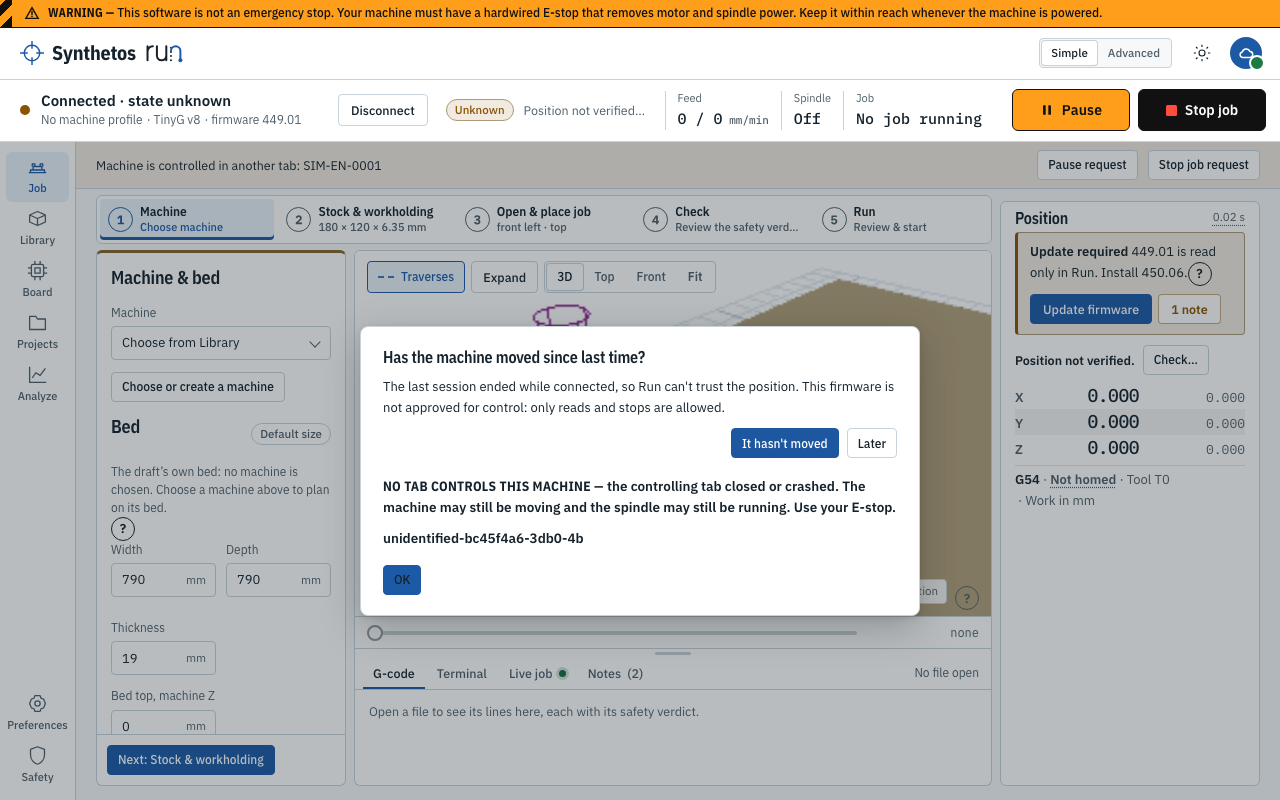 WARNING — This software is not an emergency stop. Your machine must have a hardwired E-stop that removes motor and spindle power. Keep it within reach whenever the machine is powered.
Synthetos run
Simple Advanced
Connected · state unknown
No machine profile · TinyG v8 · firmware 449.01
Disconnect
Unknown
Position not verified…
Feed
0 / 0 mm/min
Spindle
Off
Job
No job running
Pause
Stop job
Machine is controlled in another tab: SIM-EN-0001
Pause request
Stop job request
Job
Library
Board
Projects
Analyze
Preferences
Safety
1 Machine
Choose machine
2 Stock & workholding
180 × 120 × 6.35 mm
3 Open & place job
front left · top
4 Check
Review the safety verd…
5 Run
Review & start
Machine & bed
Machine
Choose from Library
Choose or create a machine
Bed
Default size
The draft's own bed: no machine is
chosen. Choose a machine above to plan
on its bed.
?
Width Depth
790 mm 790 mm
Thickness
19 mm
Bed top, machine Z
0 mm
Next: Stock & workholding
Traverses
Expand
3D Top Front Fit
Has the machine moved since last time?
The last session ended while connected, so Run can't trust the position. This firmware is
not approved for control: only reads and stops are allowed.
It hasn't moved
Later
NO TAB CONTROLS THIS MACHINE — the controlling tab closed or crashed. The
machine may still be moving and the spindle may still be running. Use your E-stop.
unidentified-bc45f4a6-3db0-4b
OK
?
none
G-code Terminal Live job Notes (2)
No file open
Open a file to see its lines here, each with its safety verdict.
Position
0.02 s
Update required 449.01 is read
only in Run. Install 450.06. ?
Update firmware
1 note
Position not verified.
Check…
X 0.000 0.000
Y 0.000 0.000
Z 0.000 0.000
G54 · Not homed · Tool T0
· Work in mm